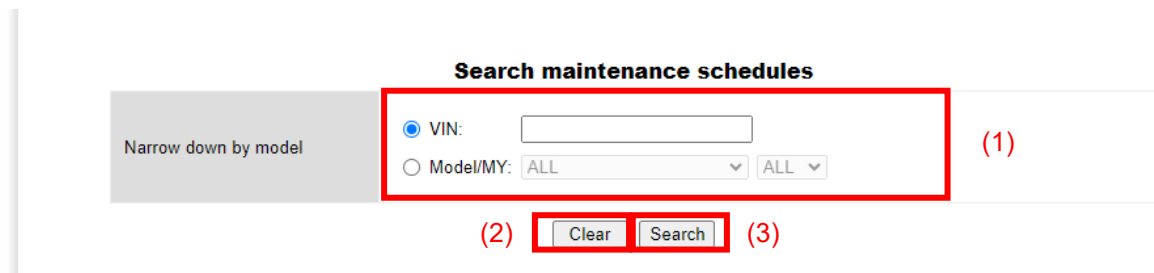 Search maintenance schedules
Narrow down by model
VIN:
Model/MY: ALL ALL
(1)
(2) Clear Search (3)